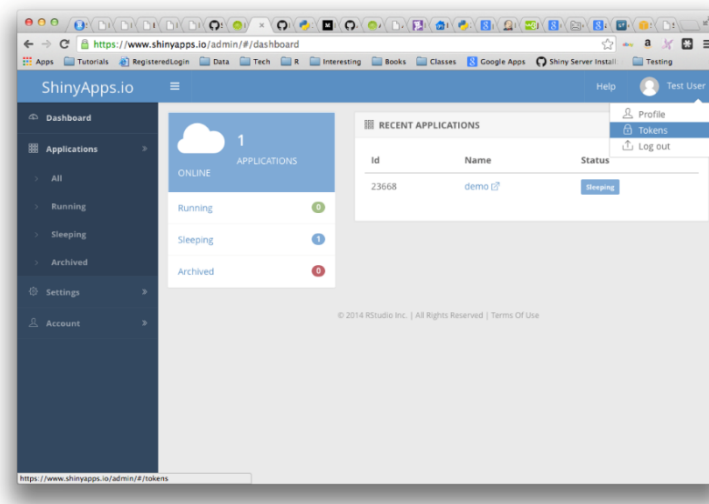 https://www.shinyapps.io/admin/#/dashboard
Apps Tutorials RegisteredLogin Data Tech R Interesting Books Classes Google Apps Shiny Server Install Testing
ShinyApps.io Help Test User
Profile
Tokens
Log out
Dashboard
Applications
All
Running
Sleeping
Archived
Settings
Account
1
APPLICATIONS
ONLINE
Running 0
Sleeping 1
Archived 0
RECENT APPLICATIONS
Id Name Status
23668 demo Sleeping
© 2014 RStudio Inc. | All Rights Reserved | Terms Of Use
https://www.shinyapps.io/admin/#/tokens